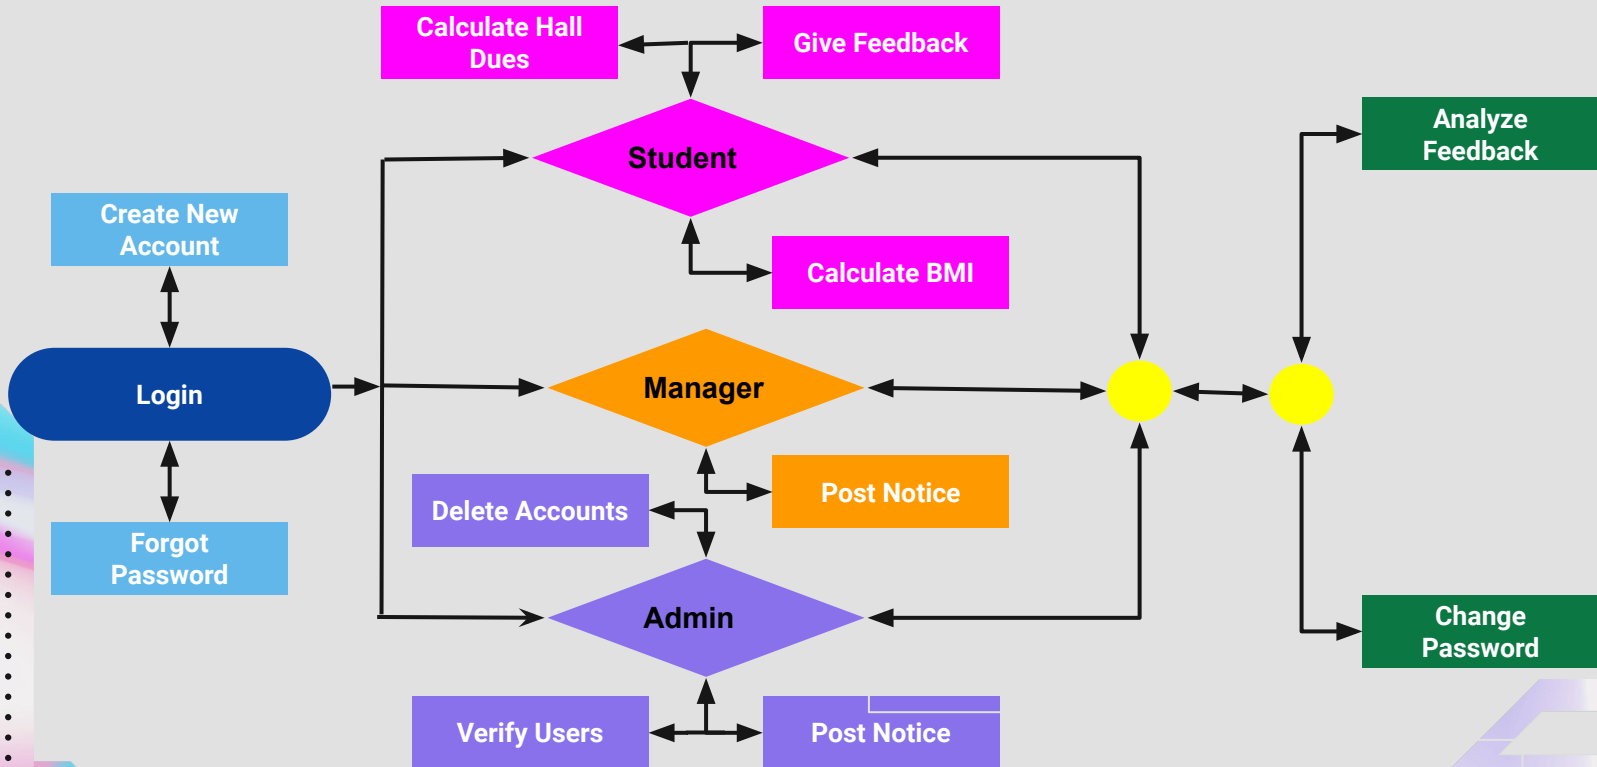 Calculate Hall
Dues
Give Feedback
Analyze
Feedback
Student
Create New
Account
Calculate BMI
Login
Manager
Post Notice
Delete Accounts
Forgot
Password
Admin
Change
Password
Verify Users
Post Notice